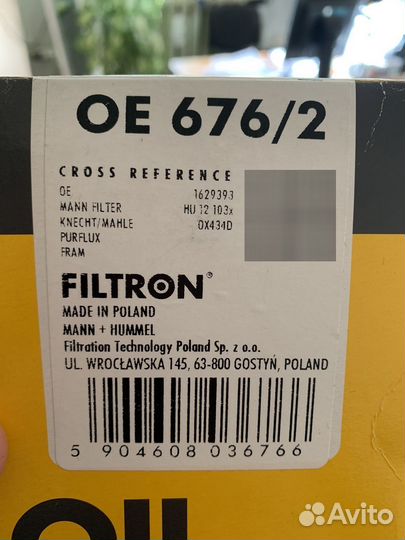 OE 676/2
CROSS REFERENCE
OE 1629393
MANN FILTER HU 12 103x
KNECHT/MAHLE OX434D
PURFLUX
FRAM
FILTRON®
MADE IN POLAND
MANN + HUMMEL
Filtration Technology Poland Sp. z o.o.
UL. WROCŁAWSKA 145, 63-800 GOSTYŃ, POLAND
5 904608 036766
Oil
Avito